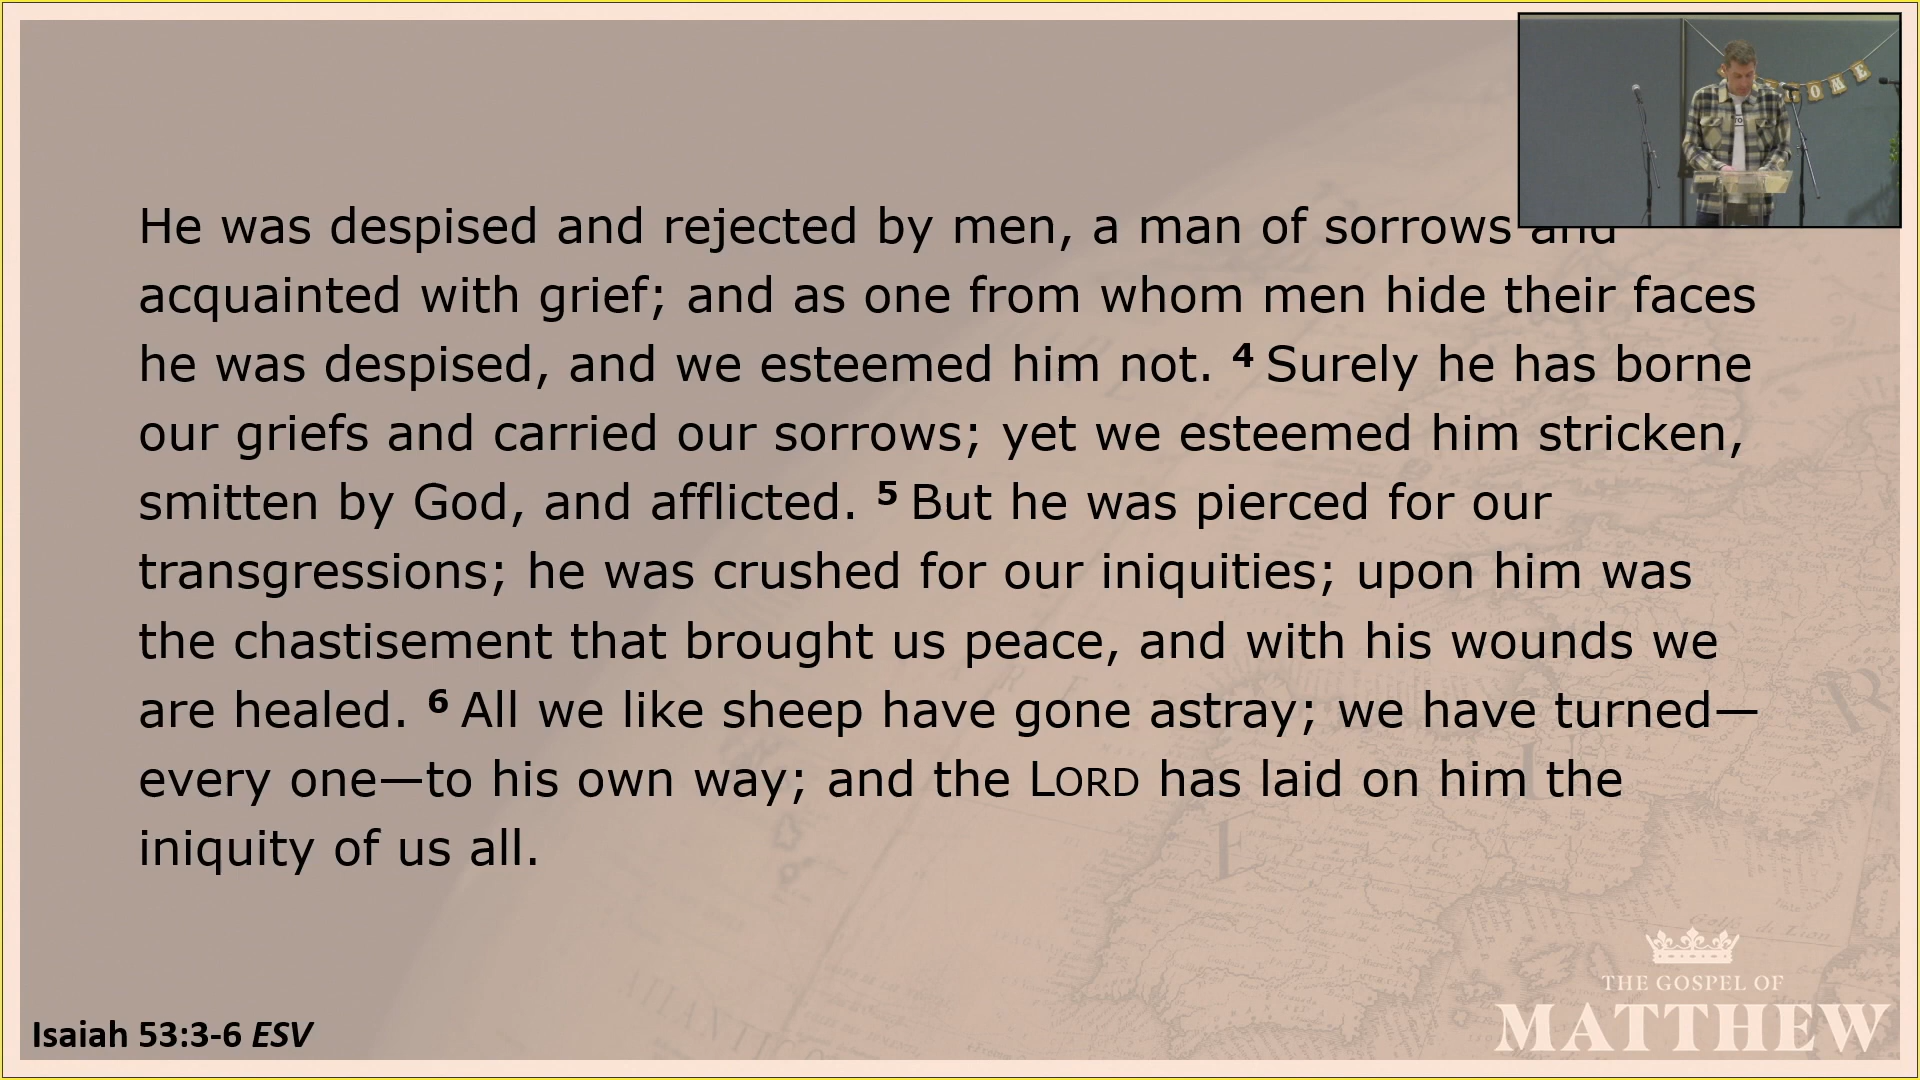 He was despised and rejected by men, a man of sorrows and
acquainted with grief; and as one from whom men hide their faces
he was despised, and we esteemed him not. 4 Surely he has borne
our griefs and carried our sorrows; yet we esteemed him stricken,
smitten by God, and afflicted. 5 But he was pierced for our
transgressions; he was crushed for our iniquities; upon him was
the chastisement that brought us peace, and with his wounds we
are healed. 6 All we like sheep have gone astray; we have turned—
every one—to his own way; and the LORD has laid on him the
iniquity of us all.
OME
THE GOSPEL OF
MATTHEW
Isaiah 53:3-6 ESV